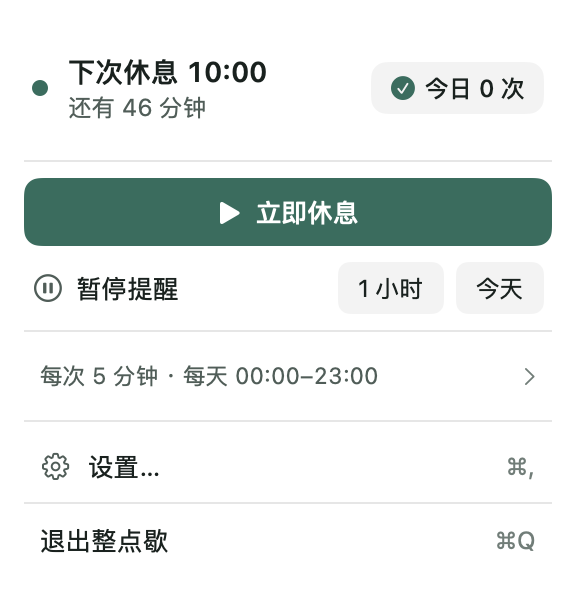 下次休息 10:00
还有 46 分钟
今日 0 次
立即休息
暂停提醒
1 小时
今天
每次 5 分钟 · 每天 00:00–23:00
设置...
⌘,
退出整点歇
⌘Q